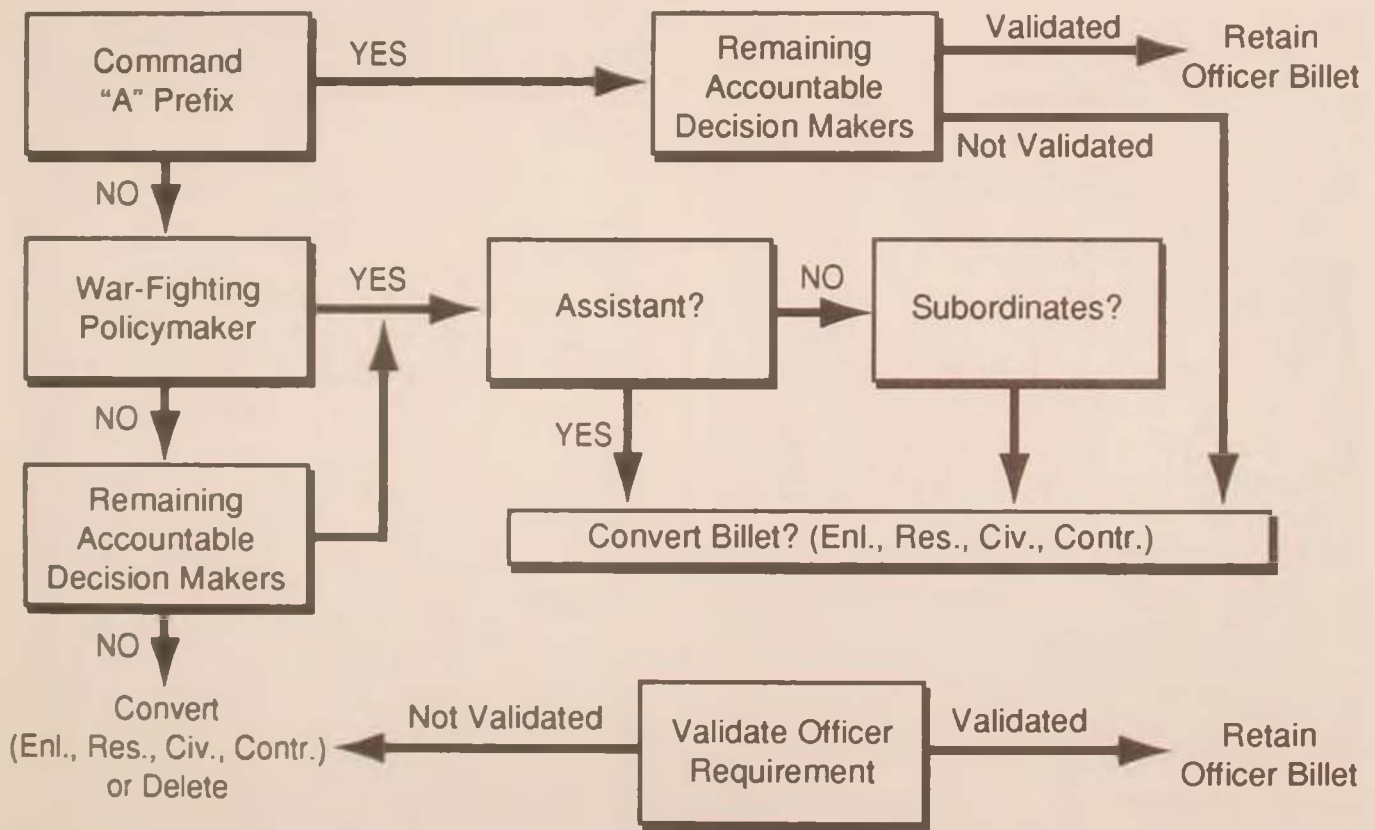 Command
“A” Prefix
YES
Remaining
Accountable
Decision Makers
Validated
Retain
Officer Billet
Not Validated
NO
War-Fighting
Policymaker
YES
Assistant?
NO
Subordinates?
NO
YES
Remaining
Accountable
Decision Makers
Convert Billet? (Enl., Res., Civ., Contr.)
NO
Convert
(Enl., Res., Civ., Contr.)
or Delete
Not Validated
Validate Officer
Requirement
Validated
Retain
Officer Billet